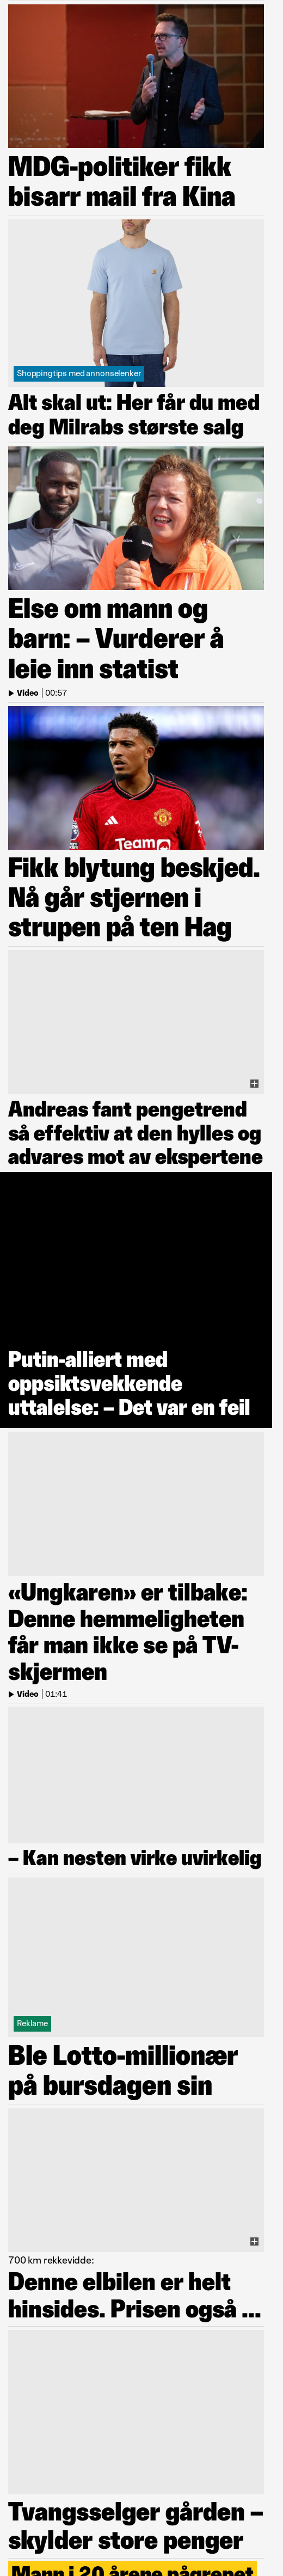 MDG-politiker fikk
bisarr mail fra Kina
Shoppingtips med annonselenker
Alt skal ut: Her får du med
deg Milrabs største salg
Else om mann og
barn: – Vurderer å
leie inn statist
Video | 00:57
Team
Fikk blytung beskjed.
Nå går stjernen i
strupen på ten Hag
Andreas fant pengetrend
så effektiv at den hylles og
advares mot av ekspertene
Putin-alliert med
oppsiktsvekkende
uttalelse: – Det var en feil
«Ungkaren» er tilbake:
Denne hemmeligheten
får man ikke se på TV-
skjermen
Video | 01:41
– Kan nesten virke uvirkelig
Reklame
Ble Lotto-millionær
på bursdagen sin
700 km rekkevidde:
Denne elbilen er helt
hinsides. Prisen også ...
Tvangsselger gården –
skylder store penger
Mann i 20 årene pågrepet